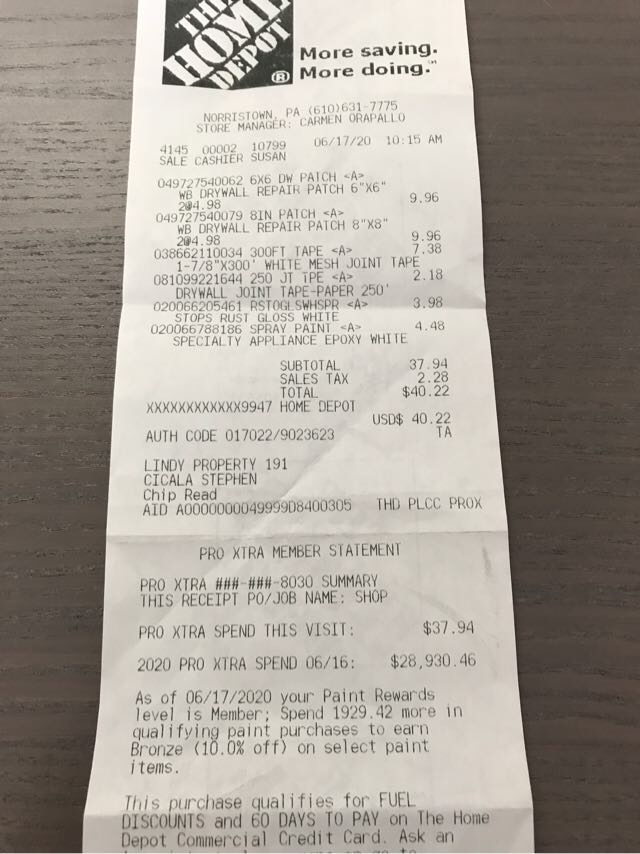 THE
HOME
DEPOT
®
More saving.
More doing.℠
NORRISTOWN, PA (610)631-7775
STORE MANAGER: CARMEN ORAPALLO
4145 00002 10799 06/17/20 10:15 AM
SALE CASHIER SUSAN
049727540062 6X6 DW PATCH <A>
WB DRYWALL REPAIR PATCH 6"X6"
2@4.98 9.96
049727540079 8IN PATCH <A>
WB DRYWALL REPAIR PATCH 8"X8"
2@4.98 9.96
038662110034 300FT TAPE <A> 7.38
1-7/8"X300' WHITE MESH JOINT TAPE
081099221644 250 JT TPE <A> 2.18
DRYWALL JOINT TAPE-PAPER 250'
020066205461 RSTOGLSWHSPR <A> 3.98
STOPS RUST GLOSS WHITE
020066788186 SPRAY PAINT <A> 4.48
SPECIALTY APPLIANCE EPOXY WHITE
SUBTOTAL 37.94
SALES TAX 2.28
TOTAL $40.22
XXXXXXXXXXXX9947 HOME DEPOT
USD$ 40.22
AUTH CODE 017022/9023623 TA
LINDY PROPERTY 191
CICALA STEPHEN
Chip Read
AID A0000000049999D8400305 THD PLCC PROX
PRO XTRA MEMBER STATEMENT
PRO XTRA ###-###-8030 SUMMARY
THIS RECEIPT PO/JOB NAME: SHOP
PRO XTRA SPEND THIS VISIT: $37.94
2020 PRO XTRA SPEND 06/16: $28,930.46
As of 06/17/2020 your Paint Rewards
level is Member; Spend 1929.42 more in
qualifying paint purchases to earn
Bronze (10.0% off) on select paint
items.
This purchase qualifies for FUEL
DISCOUNTS and 60 DAYS TO PAY on The Home
Depot Commercial Credit Card. Ask an